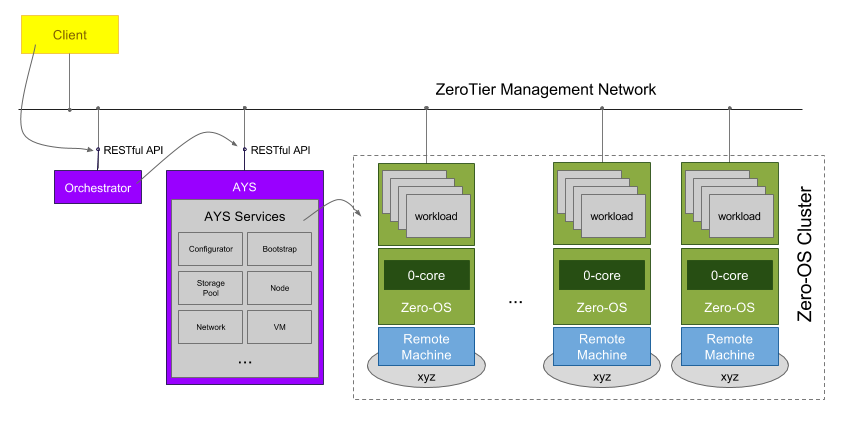 Client
ZeroTier Management Network
RESTful API
RESTful API
Orchestrator
AYS
AYS Services
Configurator
Bootstrap
Storage
Pool
Node
Network
VM
...
workload
0-core
Zero-OS
Remote
Machine
xyz
...
workload
0-core
Zero-OS
Remote
Machine
xyz
workload
0-core
Zero-OS
Remote
Machine
xyz
Zero-OS Cluster